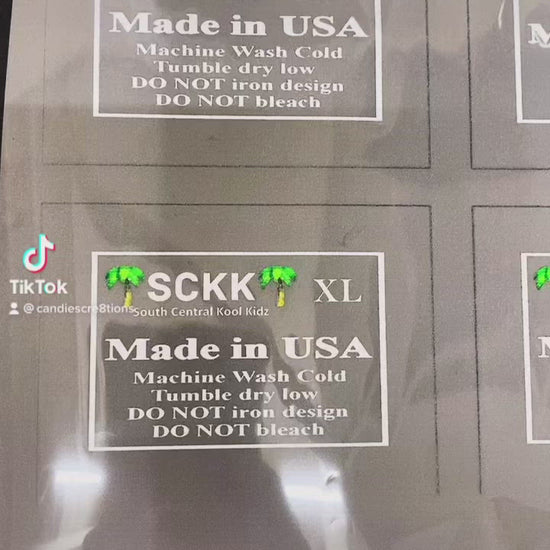 Made in USA
Machine Wash Cold
Tumble dry low
DO NOT iron design
DO NOT bleach
SCKK XL
South Central Kool Kidz
Made in USA
Machine Wash Cold
Tumble dry low
DO NOT iron design
DO NOT bleach
TikTok
@candiescre8tions